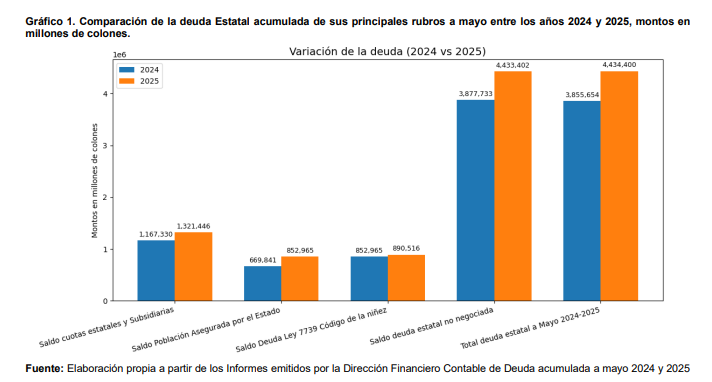 Gráfico 1. Comparación de la deuda Estatal acumulada de sus principales rubros a mayo entre los años 2024 y 2025, montos en
millones de colones.
Variación de la deuda (2024 vs 2025)
1e6
2024
2025
Montos en millones de colones
4
3
2
1
0
1,167,330
1,321,446
669,841
852,965
852,965
890,516
3,877,733
4,433,402
3,855,654
4,434,400
Saldo cuotas estatales y Subsidiarias
Saldo Población Asegurada por el Estado
Saldo Deuda Ley 7739 Código de la niñez
Saldo deuda estatal no negociada
Total deuda estatal a Mayo 2024-2025
Fuente: Elaboración propia a partir de los Informes emitidos por la Dirección Financiero Contable de Deuda acumulada a mayo 2024 y 2025